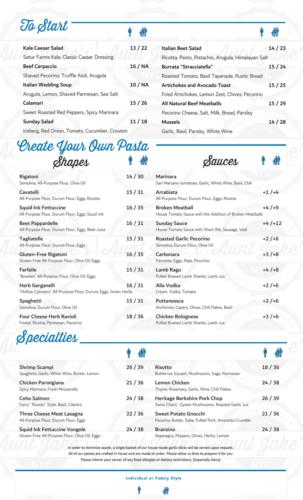 To Start
Kale Caesar Salad 13 / 22
Satur Farms Kale, Classic Caesar Dressing
Beef Carpaccio 16 / NA
Shaved Pecorino, Truffle Aioli, Arugula
Italian Wedding Soup 10 / NA
Arugula, Lemon, Shaved Parmesan, Sea Salt
Calamari 15 / 26
Sweet Roasted Red Peppers, Spicy Marinara
Sunday Salad 11 / 18
Iceberg, Red Onion, Tomato, Cucumber, Crouton
Italian Beet Salad 14 / 23
Ricotta, Pesto, Pistachio, Arugula, Himalayan Salt
Burrata "Stracciatella" 15 / 24
Roasted Tomato, Basil Tapenade, Rustic Bread
Artichokes and Avocado Toast 15 / 25
Fried Artichokes, Lemon Zest, Chives, Pecorino
All Natural Beef Meatballs 15 / 29
Pecorino Cheese, Salt, Milk, Bread, Parsley
Mussels 14 / 28
Garlic, Basil, Parsley, White Wine
Create Your Own Pasta
Shapes
Rigatoni 14 / 30
Semolina, All-Purpose Flour, Olive Oil
Cavatelli 15 / 31
All-Purpose Flour, Durum Flour, Eggs, Ricotta
Squid Ink Fettuccine 16 / 35
All-Purpose Flour, Durum Flour, Eggs, Squid Ink
Beet Pappardelle 16 / 31
All-Purpose Flour, Durum Flour, Eggs, Beet Juice
Tagliatelle 15 / 31
All-Purpose Flour, Durum Flour, Eggs
Gluten-Free Rigatoni 16 / 35
Gluten-Free All-Purpose Flour, Olive Oil, Eggs
Farfalle 15 / 31
"Bowties" All-Purpose Flour, Olive Oil, Eggs
Herb Garganelli 16 / 31
"Hollow Cylinders" All-Purpose Flour, Durum Flour, Eggs, Green Herbs
Spaghetti 15 / 31
Semolina, Durum Flour, Olive Oil
Four Cheese Herb Ravioli 18 / 36
Fontal, Ricotta, Parmesan, Pecorino
Sauces
Marinara
San Marzano tomatoes, Garlic, White Wine, Basil, Chili
Arrabiata +1 /+4
All-Purpose Flour, Durum Flour, Eggs, Ricotta
Broken Meatball +4 /+9
House Tomato Sauce with the Addition of Broken Meatballs
Sunday Sauce +4 /+12
House Tomato Sauce with Short Rib, Sausage, Veal
Roasted Garlic Pecorino +2 /+6
Semolina, Durum Flour, Olive Oil
Carbonara +3 /+8
Pancetta, Eggs, Peas, Pecorino
Lamb Ragu +4 /+8
Pulled Braised Lamb Shanks, Lamb Jus
Alla Vodka +2 /+6
Cream, Vodka, Tomato
Puttanessca +2 /+6
Anchovies, Capers, Olives, Chili Flakes, Basil
Chicken Bolognese +3 /+6
Pulled Braised Lamb Shanks, Lamb Jus
Specialties
Shrimp Scampi 26 / 39
Spaghetti, Garlic, White Wine, Butter, Lemon
Chicken Parmigiana 21 / 36
Spicy Marinara, Fresh Mozzarella
Coho Salmon 24 / 38
Farro "Risotto" Style, Basil, Cilantro
Three Cheese Meat Lasagne 22 / 36
All-Purpose Flour, Durum Flour, Eggs
Squid Ink Fettuccine Vongole 24 / 38
Gluten-Free All-Purpose Flour, Olive Oil, Eggs
Risotto 18 / 36
Butternut Squash, Mushrooms, Sage, Parmesan
Lemon Chicken 24 / 38
Thyme, Rosemary, Garlic, Wine, Chili Flakes
Heritage Berkshire Pork Chop 26 / 39
Swiss Chard, Oyster Mushrooms, Roasted Garlic Jus
Sweet Potato Gnocchi 21 / 36
Pecorino Butter, Salba, Pulled Pork, Amaretto Crumble
Branzino 24 / 38
Asparagus, Peppers, Olives, Herbs, Lemon
In order to minimize waste, a single basket of our house-made garlic sticks will be served upon request.
All of our pastas are crafted in house and are made to order. Please allow us time to prepare it for you
Please inform your server of any food allergies or dietary restrictions. (Especially Dairy)
Individual or Family Style